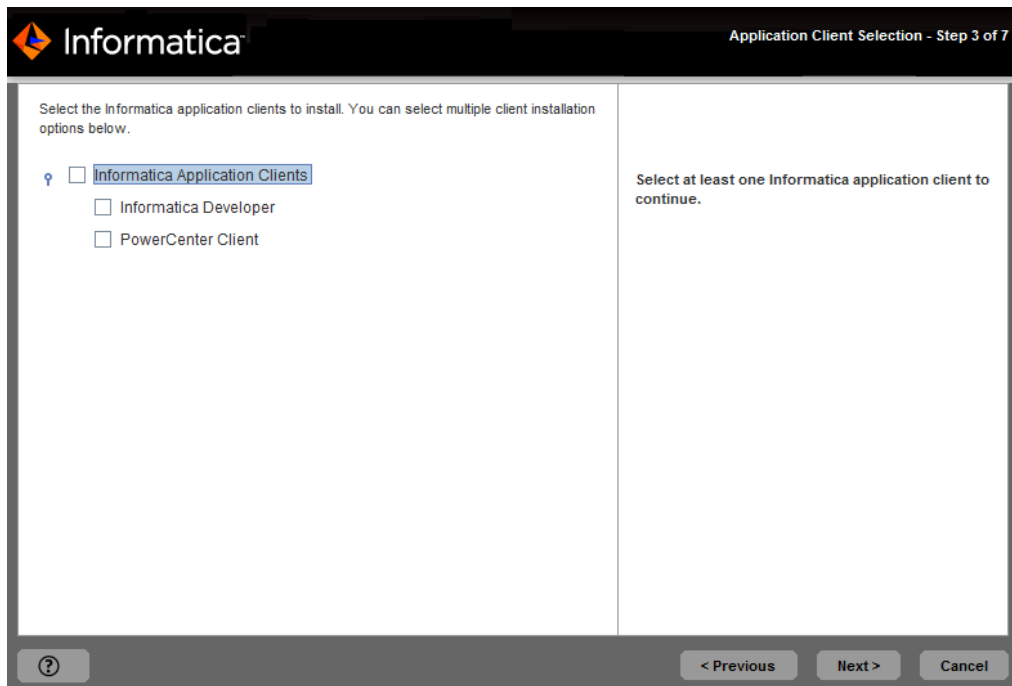 Informatica™
Application Client Selection - Step 3 of 7
Select the Informatica application clients to install. You can select multiple client installation
options below.
Informatica Application Clients
Informatica Developer
PowerCenter Client
Select at least one Informatica application client to
continue.
?
< Previous
Next >
Cancel